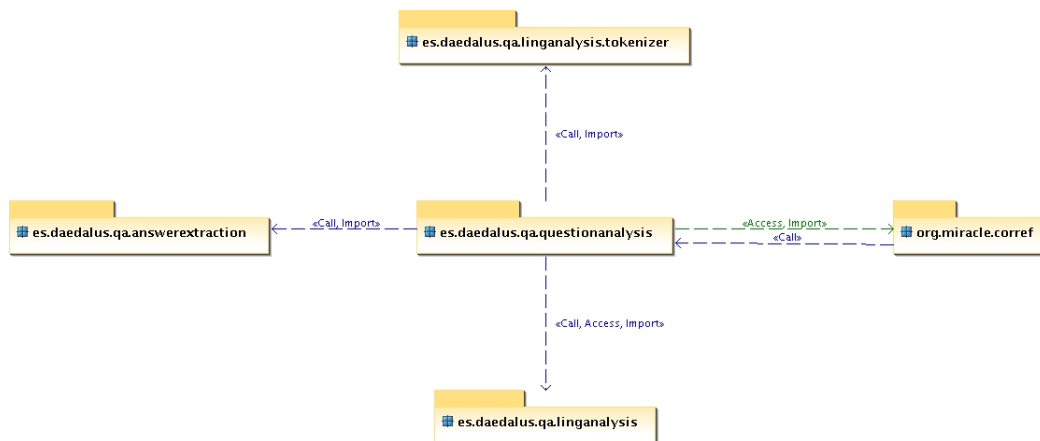 es.daedalus.qa.linganalysis.tokenizer
«Call, Import»
es.daedalus.qa.answerextraction
«Call, Import»
es.daedalus.qa.questionanalysis
«Access, Import»
«Call»
org.miracle.corref
«Call, Access, Import»
es.daedalus.qa.linganalysis